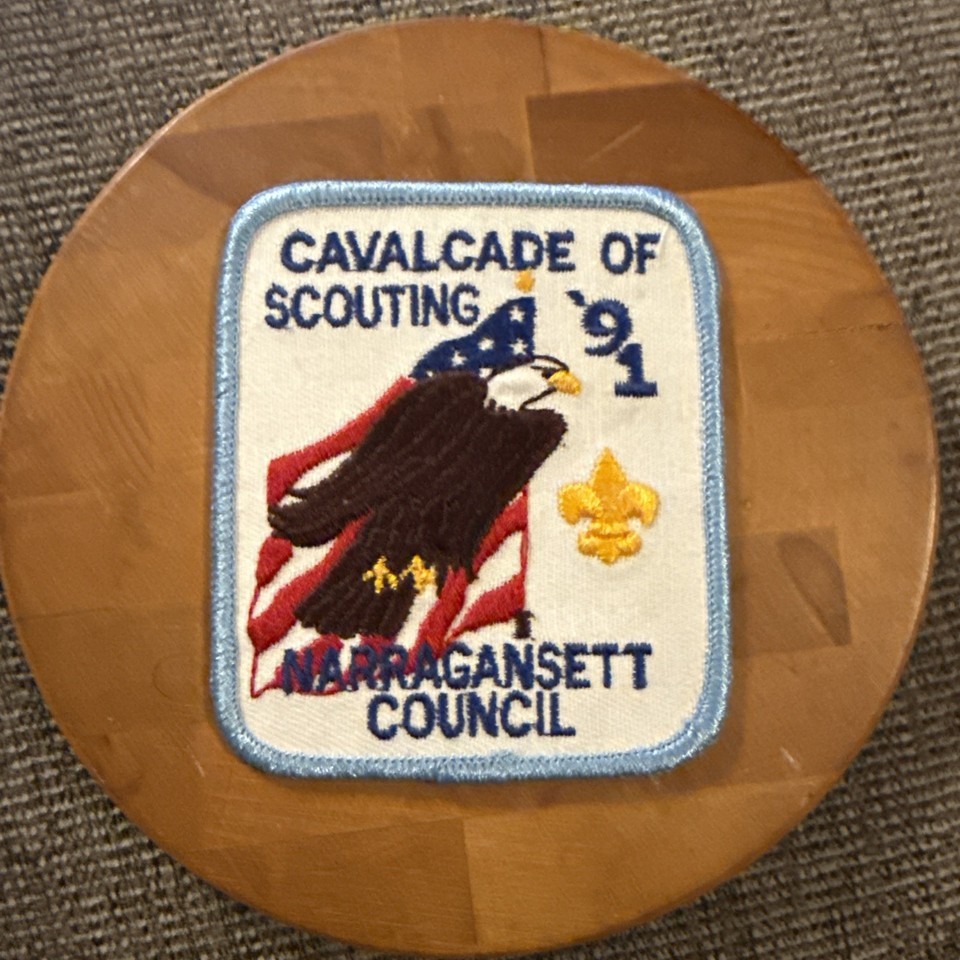 CAVALCADE OF
SCOUTING '91
NARRAGANSETT
COUNCIL